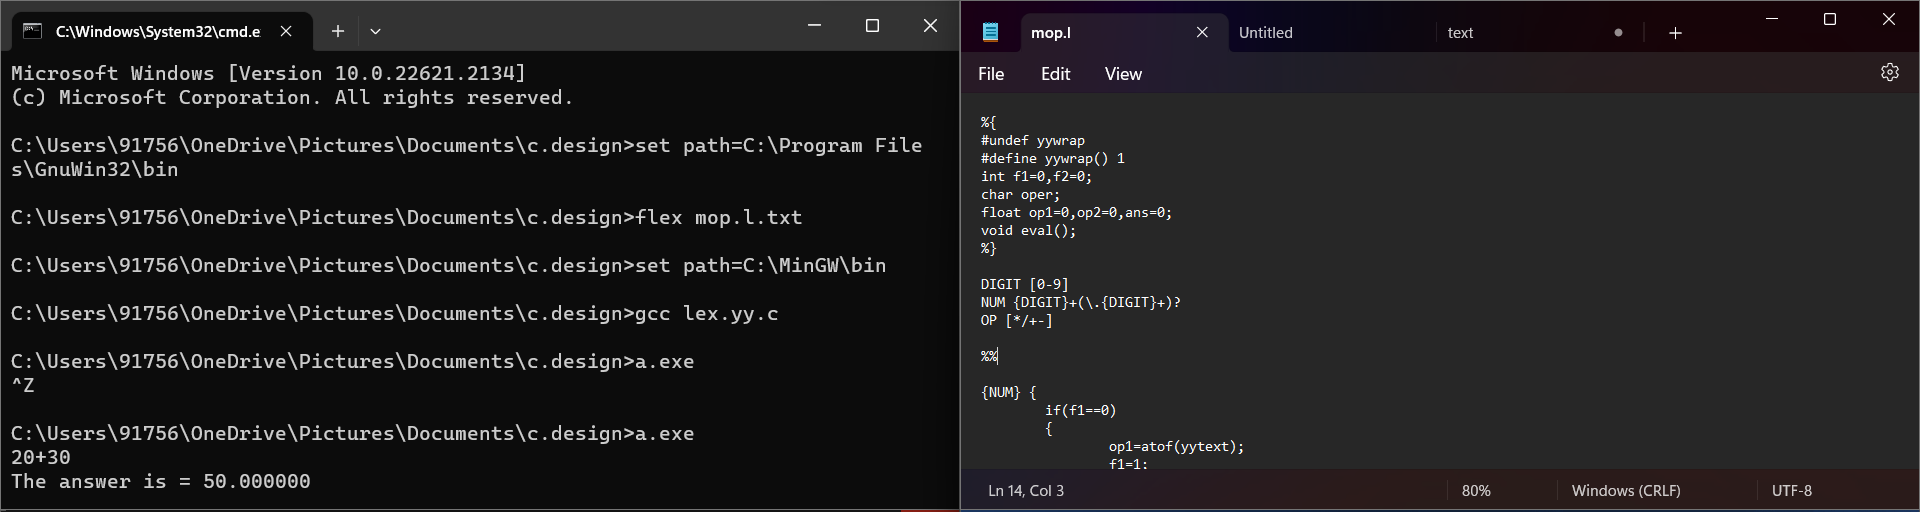 C:\Windows\System32\cmd.e
Microsoft Windows [Version 10.0.22621.2134]
(c) Microsoft Corporation. All rights reserved.
C:\Users\91756\OneDrive\Pictures\Documents\c.design>set path=C:\Program File
s\GnuWin32\bin
C:\Users\91756\OneDrive\Pictures\Documents\c.design>flex mop.l.txt
C:\Users\91756\OneDrive\Pictures\Documents\c.design>set path=C:\MinGW\bin
C:\Users\91756\OneDrive\Pictures\Documents\c.design>gcc lex.yy.c
C:\Users\91756\OneDrive\Pictures\Documents\c.design>a.exe
^Z
C:\Users\91756\OneDrive\Pictures\Documents\c.design>a.exe
20+30
The answer is = 50.000000
mop.l Untitled text
File Edit View
%{
#undef yywrap
#define yywrap() 1
int f1=0,f2=0;
char oper;
float op1=0,op2=0,ans=0;
void eval();
%}
DIGIT [0-9]
NUM {DIGIT}+(\.{DIGIT}+)?
OP [*/+-]
%%
{NUM} {
if(f1==0)
{
op1=atof(yytext);
f1=1;
Ln 14, Col 3 80% Windows (CRLF) UTF-8